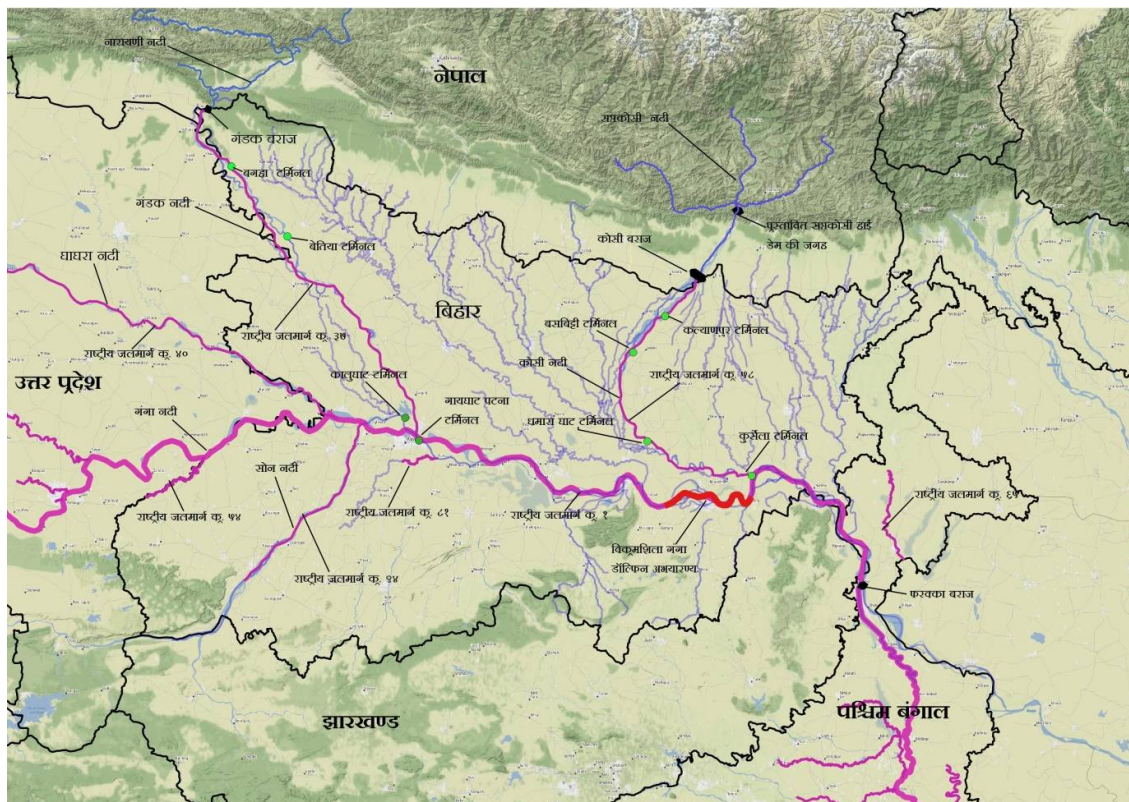 नारायणी नदी
नेपाल
सप्तकोसी नदी
गंडक बराज
बगहा टर्मिनल
गंडक नदी
प्रस्तावित सप्तकोसी हाई
डेम की जगह
बेतिया टर्मिनल
कोसी बराज
घाघरा नदी
बिहार
बसबिट्टी टर्मिनल
कल्याणपुर टर्मिनल
राष्ट्रीय जलमार्ग क्र. ३७
राष्ट्रीय जलमार्ग क्र. ४०
कोसी नदी
राष्ट्रीय जलमार्ग क्र. ५८
उत्तर प्रदेश
कालुघाट टर्मिनल
गायघाट पटना
टर्मिनल
गंगा नदी
धमारा घाट टर्मिनल
कुर्सेला टर्मिनल
सोन नदी
राष्ट्रीय जलमार्ग क्र. ५४
राष्ट्रीय जलमार्ग क्र. ८१
राष्ट्रीय जलमार्ग क्र. १
राष्ट्रीय जलमार्ग क्र.
विक्रमशिला गंगा
डॉल्फिन अभयारण्य
राष्ट्रीय जलमार्ग क्र. ९४
फरक्का बराज
झारखण्ड
पश्चिम बंगाल